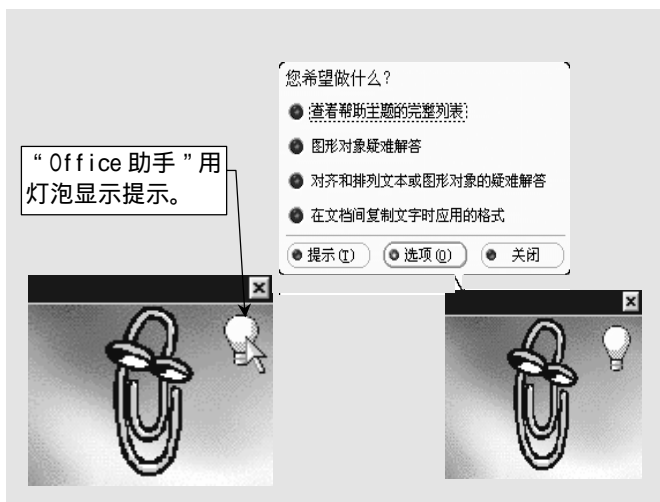 您希望做什么?
查看帮助主题的完整列表
图形对象疑难解答
对齐和排列文本或图形对象的疑难解答
在文档间复制文字时应用的格式
提示(T) 选项(O) 关闭
“Office 助手”用
灯泡显示提示。